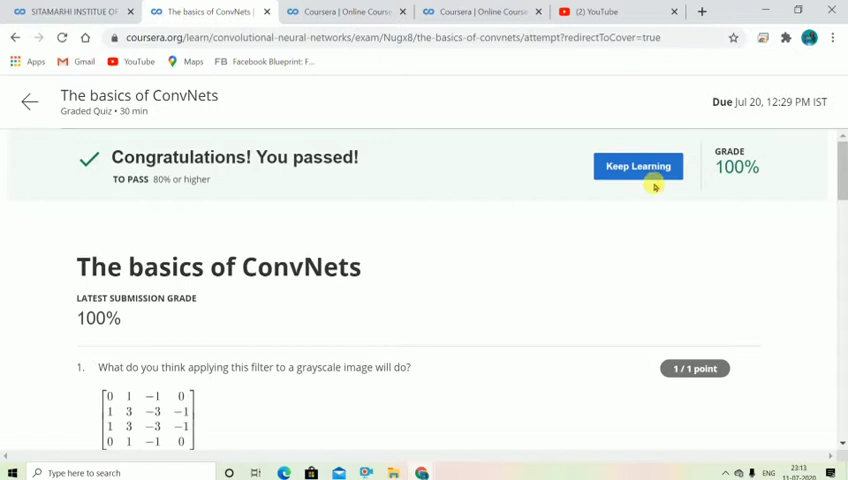 SITAMARHI INSTITUE OF
The basics of ConvNets |
Coursera | Online Course
Coursera | Online Course
(2) YouTube
coursera.org/learn/convolutional-neural-networks/exam/Nugx8/the-basics-of-convnets/attempt?redirectToCover=true
Apps
Gmail
YouTube
Maps
FB Facebook Blueprint: F...
The basics of ConvNets
Graded Quiz • 30 min
Due Jul 20, 12:29 PM IST
Congratulations! You passed!
TO PASS 80% or higher
Keep Learning
GRADE
100%
The basics of ConvNets
LATEST SUBMISSION GRADE
100%
1. What do you think applying this filter to a grayscale image will do?
1 / 1 point
0 1 −1 0
1 3 −3 −1
1 3 −3 −1
0 1 −1 0
Type here to search
ENG
23:13
11-07-2020